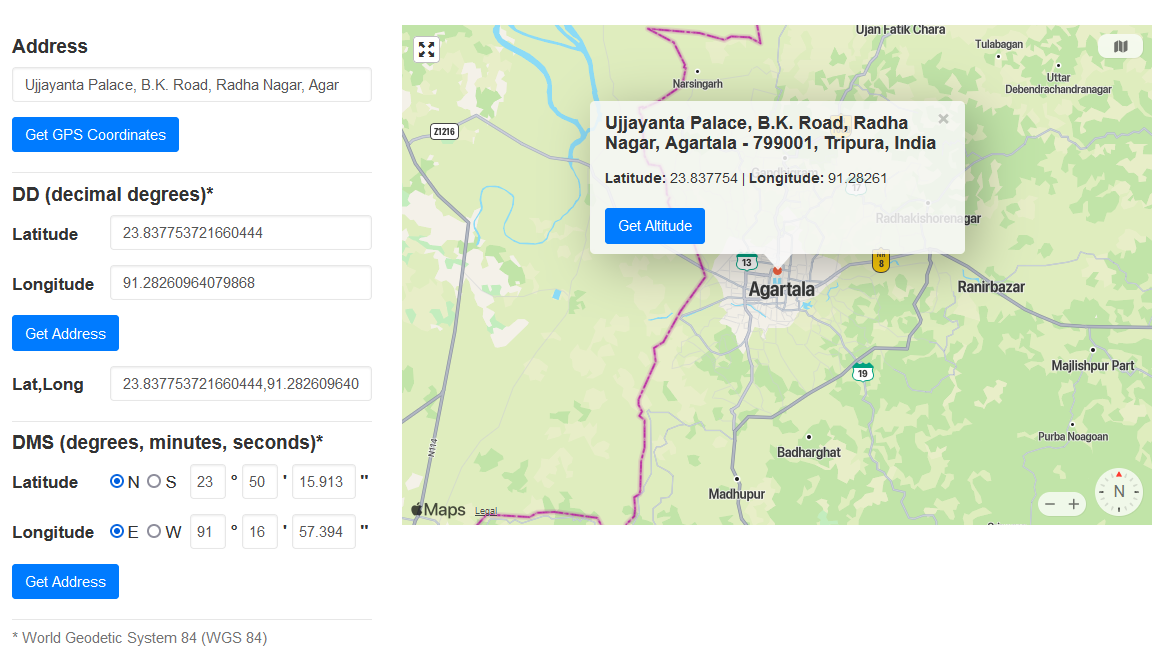 Address
Ujjayanta Palace, B.K. Road, Radha Nagar, Agar
Get GPS Coordinates
DD (decimal degrees)*
Latitude 23.837753721660444
Longitude 91.28260964079868
Get Address
Lat,Long 23.837753721660444,91.282609640
DMS (degrees, minutes, seconds)*
Latitude N S 23 ° 50 ' 15.913 "
Longitude E W 91 ° 16 ' 57.394 "
Get Address
* World Geodetic System 84 (WGS 84)
Ujan Fatik Chara
Tulabagan
Narsingarh
Uttar
Debendrachandranagar
Z1216
Ujjayanta Palace, B.K. Road, Radha
Nagar, Agartala - 799001, Tripura, India
×
Latitude: 23.837754 | Longitude: 91.28261
17
Radhakishorenagar
Get Altitude
13
NH
8
Agartala
Ranirbazar
Majlishpur Part
19
N114
Badharghat
Purba Noagoan
Madhupur
Maps Legal
N
− +